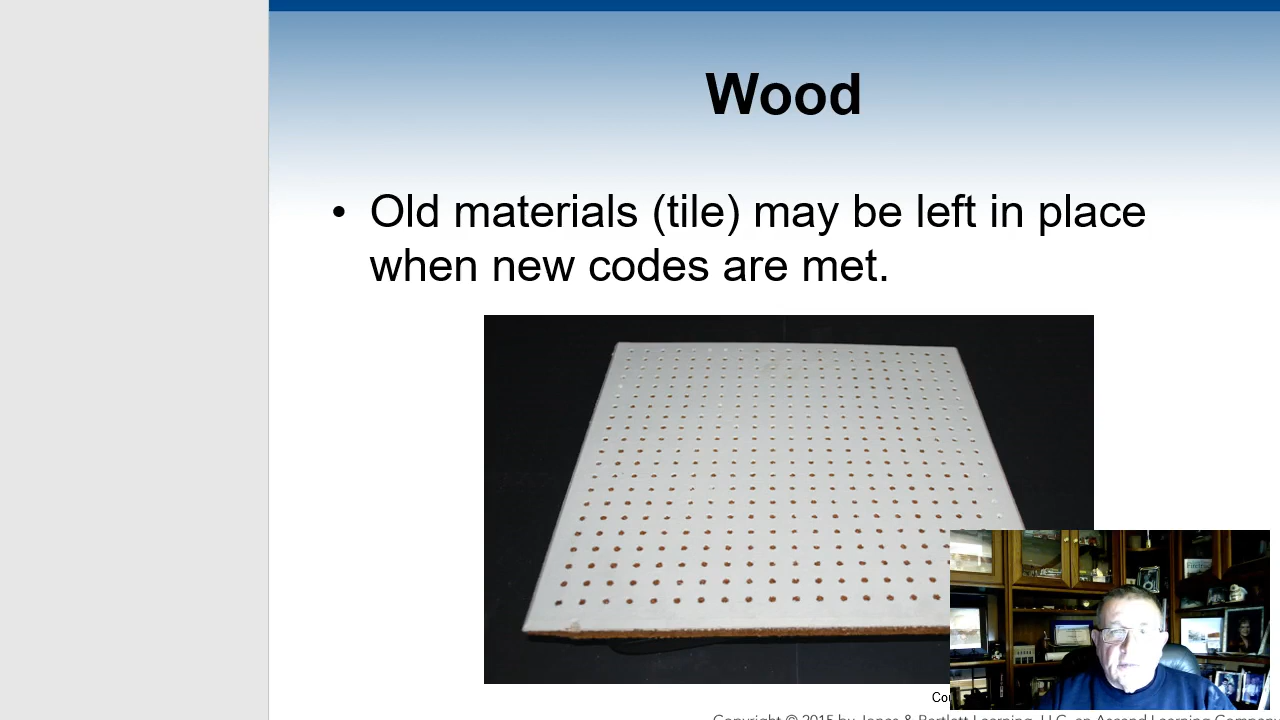 Wood
• Old materials (tile) may be left in place
when new codes are met.
Copyright © 2015 by Jones & Bartlett Learning, LLC, an Ascend Learning Company